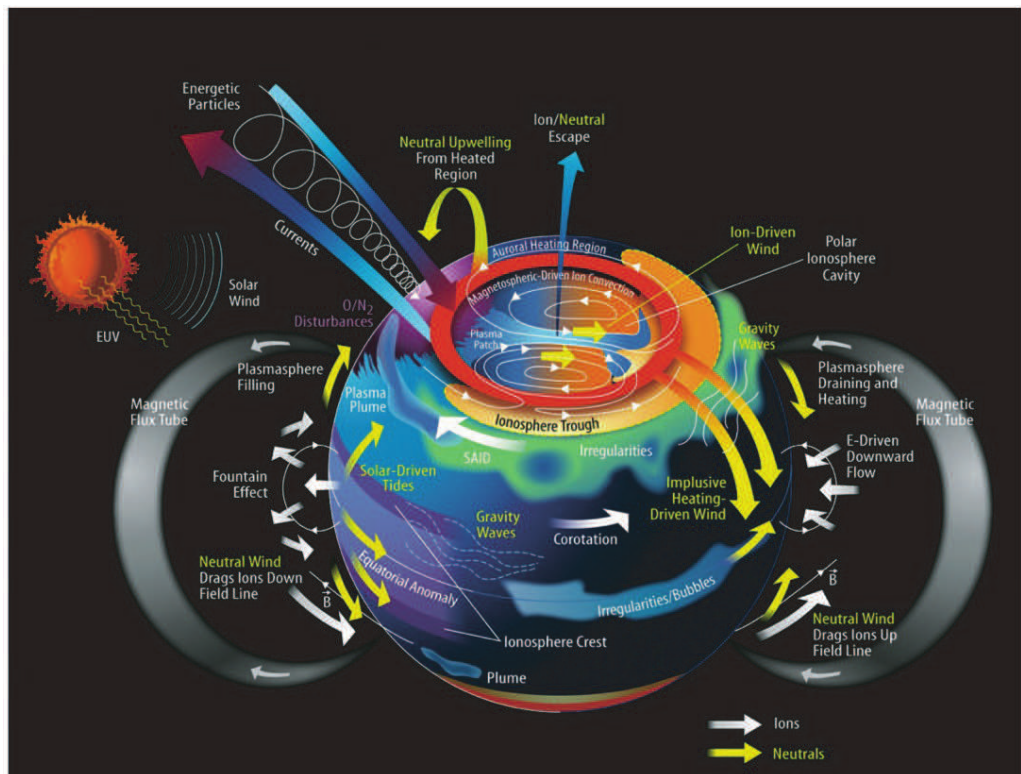 Energetic
Particles
Ion/Neutral
Escape
Neutral Upwelling
From Heated
Region
Currents
Auroral Heating Region
Ion-Driven
Wind
Polar
Ionosphere
Cavity
Magnetospheric-Driven Ion Convection
Solar
Wind
EUV
O/N2
Disturbances
Plasma
Patch
Gravity
Waves
Plasmasphere
Filling
Plasmasphere
Draining and
Heating
Magnetic
Flux Tube
Magnetic
Flux Tube
Plasma
Plume
Ionosphere Trough
SAID
Irregularities
E-Driven
Downward
Flow
Fountain
Effect
Solar-Driven
Tides
Implusive
Heating-
Driven Wind
Gravity
Waves
Corotation
Neutral Wind
Drags Ions Down
Field Line
B
Equatorial Anomaly
Irregularities/Bubbles
B
Neutral Wind
Drags Ions Up
Field Line
Ionosphere Crest
Plume
Ions
Neutrals